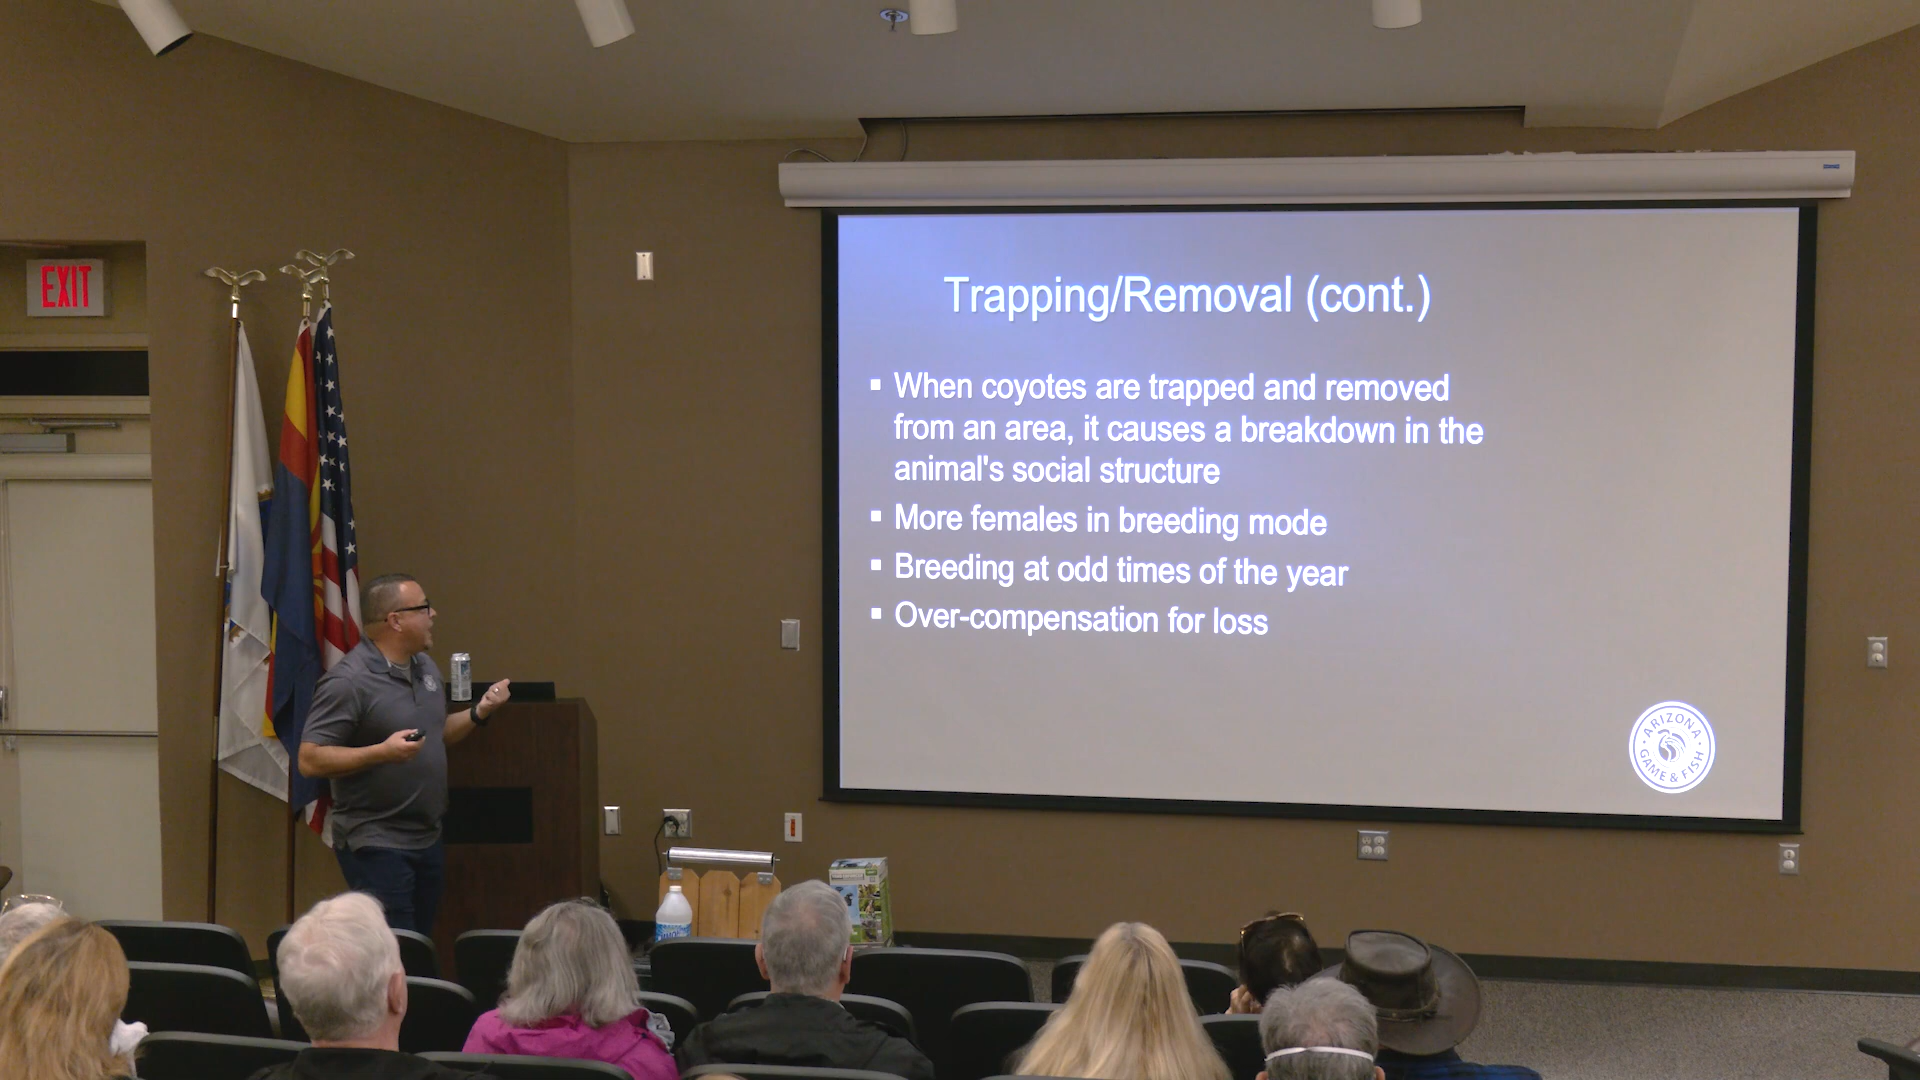 EXIT
Trapping/Removal (cont.)
▪ When coyotes are trapped and removed
from an area, it causes a breakdown in the
animal's social structure
▪ More females in breeding mode
▪ Breeding at odd times of the year
▪ Over-compensation for loss
ARIZONA
GAME & FISH